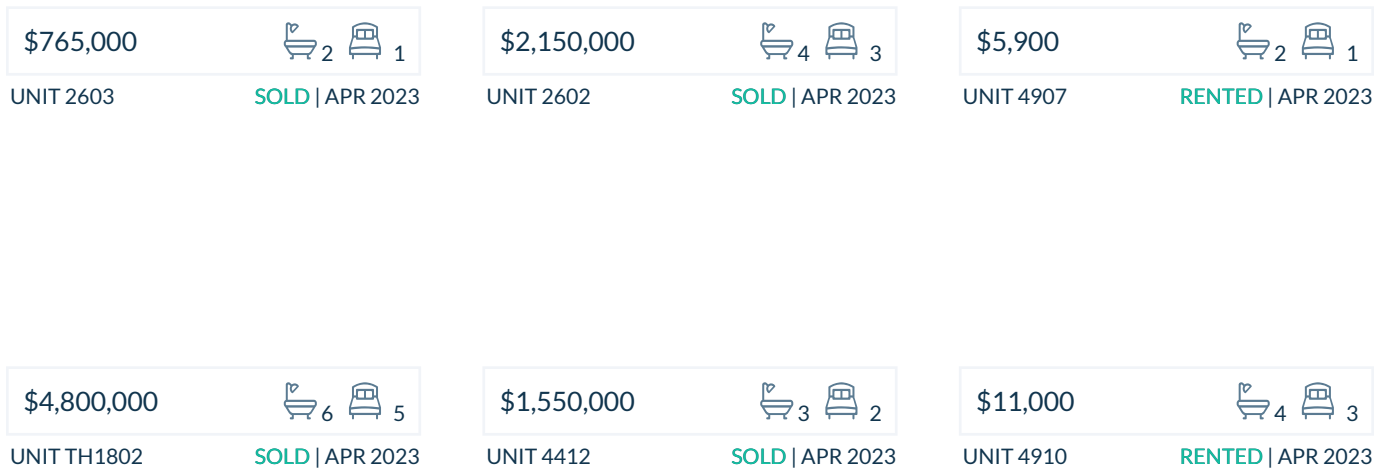 $765,000 2 1
UNIT 2603 SOLD | APR 2023
$2,150,000 4 3
UNIT 2602 SOLD | APR 2023
$5,900 2 1
UNIT 4907 RENTED | APR 2023
$4,800,000 6 5
UNIT TH1802 SOLD | APR 2023
$1,550,000 3 2
UNIT 4412 SOLD | APR 2023
$11,000 4 3
UNIT 4910 RENTED | APR 2023